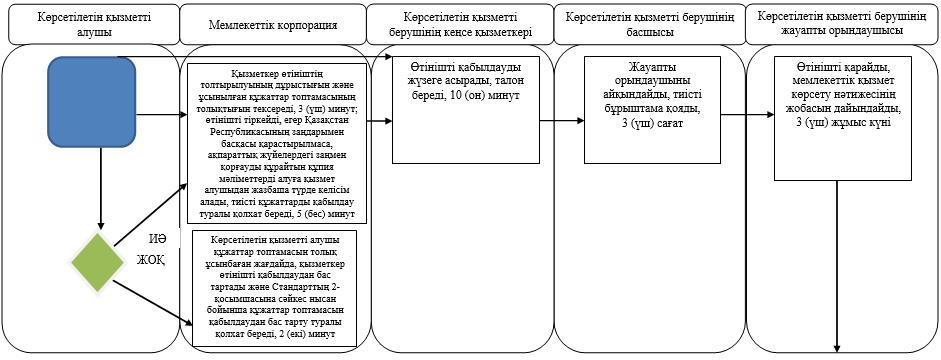 Көрсетілетін қызметті
алушы
Мемлекеттік корпорация
Көрсетілетін қызметті
берушінің кеңсе қызметкері
Көрсетілетін қызметті берушінің
басшысы
Көрсетілетін қызметті берушінің
жауапты орындаушысы
Қызметкер өтініштің
толтырылуының дұрыстығын және
ұсынылған құжаттар топтамасының
толықтығын тексереді, 3 (үш) минут;
өтінішті тіркейді, егер Қазақстан
Республикасының заңдарымен
басқасы қарастырылмаса,
ақпараттық жүйелердегі заңмен
қорғауды құрайтын құпия
мәліметтерді алуға қызмет
алушыдан жазбаша түрде келісім
алады, тиісті құжаттарды қабылдау
туралы қолхат береді, 5 (бес) минут
Өтінішті қабылдауды
жүзеге асырады, талон
береді, 10 (он) минут
Жауапты
орындаушыны
айқындайды, тиісті
бұрыштама қояды,
3 (үш) сағат
Өтінішті қарайды,
мемлекеттік қызмет
көрсету нәтижесінің
жобасын дайындайды,
3 (үш) жұмыс күні
ИӘ
ЖОҚ
Көрсетілетін қызметті алушы
құжаттар топтамасын толық
ұсынбаған жағдайда, қызметкер
өтінішті қабылдаудан бас
тартады және Стандарттың 2-
қосымшасына сәйкес нысан
бойынша құжаттар топтамасын
қабылдаудан бас тарту туралы
қолхат береді, 2 (екі) минут